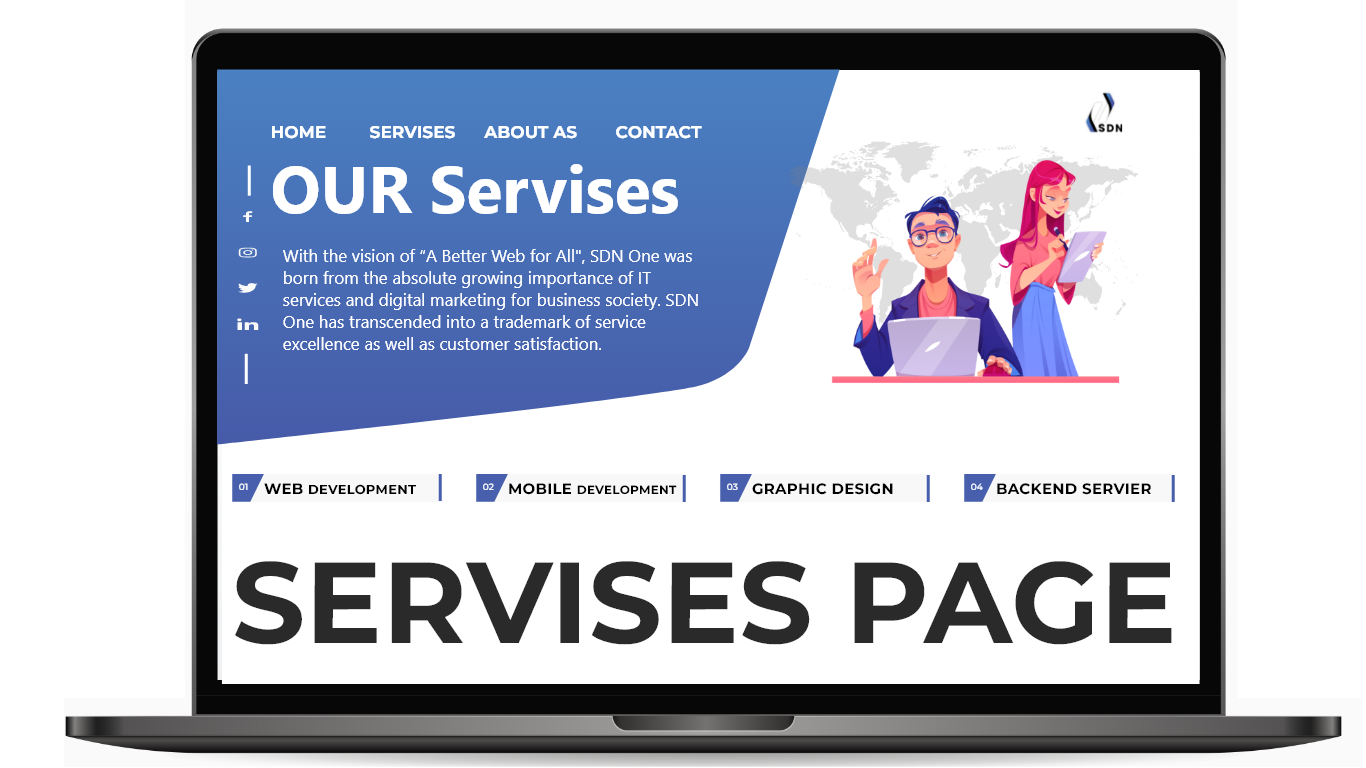 SDN
HOME SERVISES ABOUT AS CONTACT
OUR Servises
f
in
With the vision of “A Better Web for All", SDN One was
born from the absolute growing importance of IT
services and digital marketing for business society. SDN
One has transcended into a trademark of service
excellence as well as customer satisfaction.
01 WEB DEVELOPMENT
02 MOBILE DEVELOPMENT
03 GRAPHIC DESIGN
04 BACKEND SERVIER
SERVISES PAGE